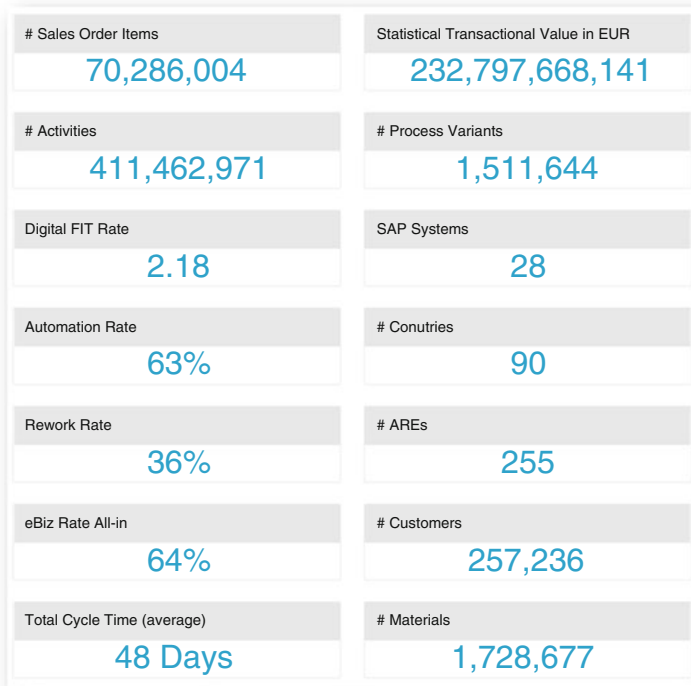 # Sales Order Items
70,286,004
Statistical Transactional Value in EUR
232,797,668,141
# Activities
411,462,971
# Process Variants
1,511,644
Digital FIT Rate
2.18
SAP Systems
28
Automation Rate
63%
# Conutries
90
Rework Rate
36%
# AREs
255
eBiz Rate All-in
64%
# Customers
257,236
Total Cycle Time (average)
48 Days
# Materials
1,728,677